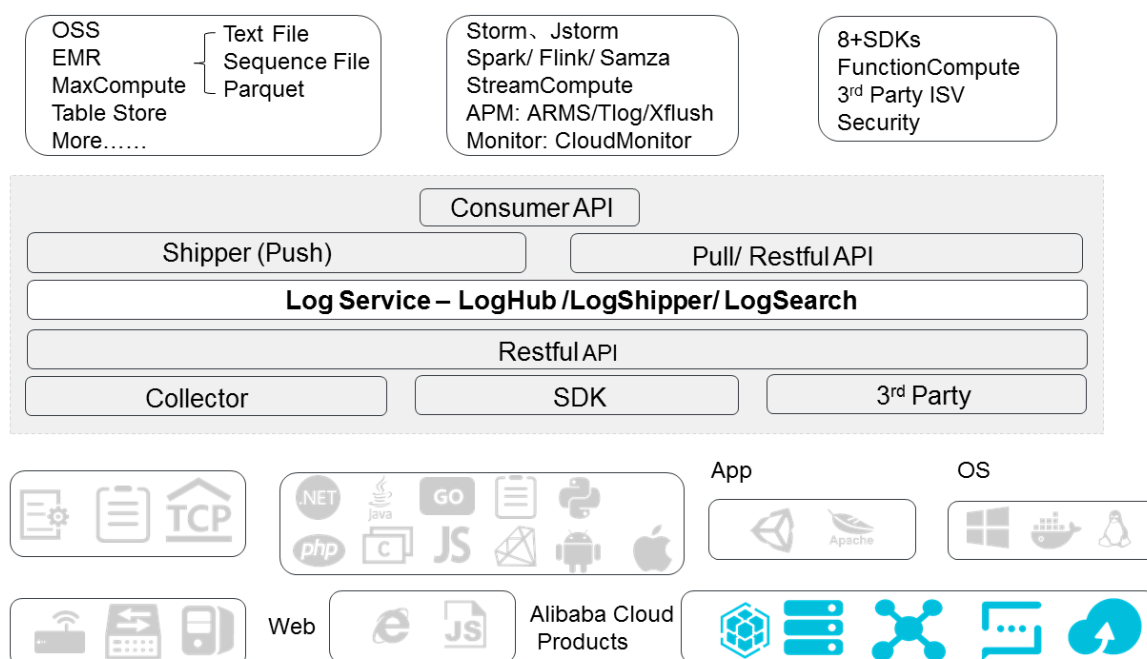 OSS
EMR
MaxCompute
Table Store
More……
Text File
Sequence File
Parquet
Storm、Jstorm
Spark/ Flink/ Samza
StreamCompute
APM: ARMS/Tlog/Xflush
Monitor: CloudMonitor
8+SDKs
FunctionCompute
3rd Party ISV
Security
Consumer API
Shipper (Push)
Pull/ Restful API
Log Service – LogHub /LogShipper/ LogSearch
Restful API
Collector
SDK
3rd Party
TCP
.NET
java
GO
php
C
JS
App
Apache
OS
Web
JS
Alibaba Cloud
Products